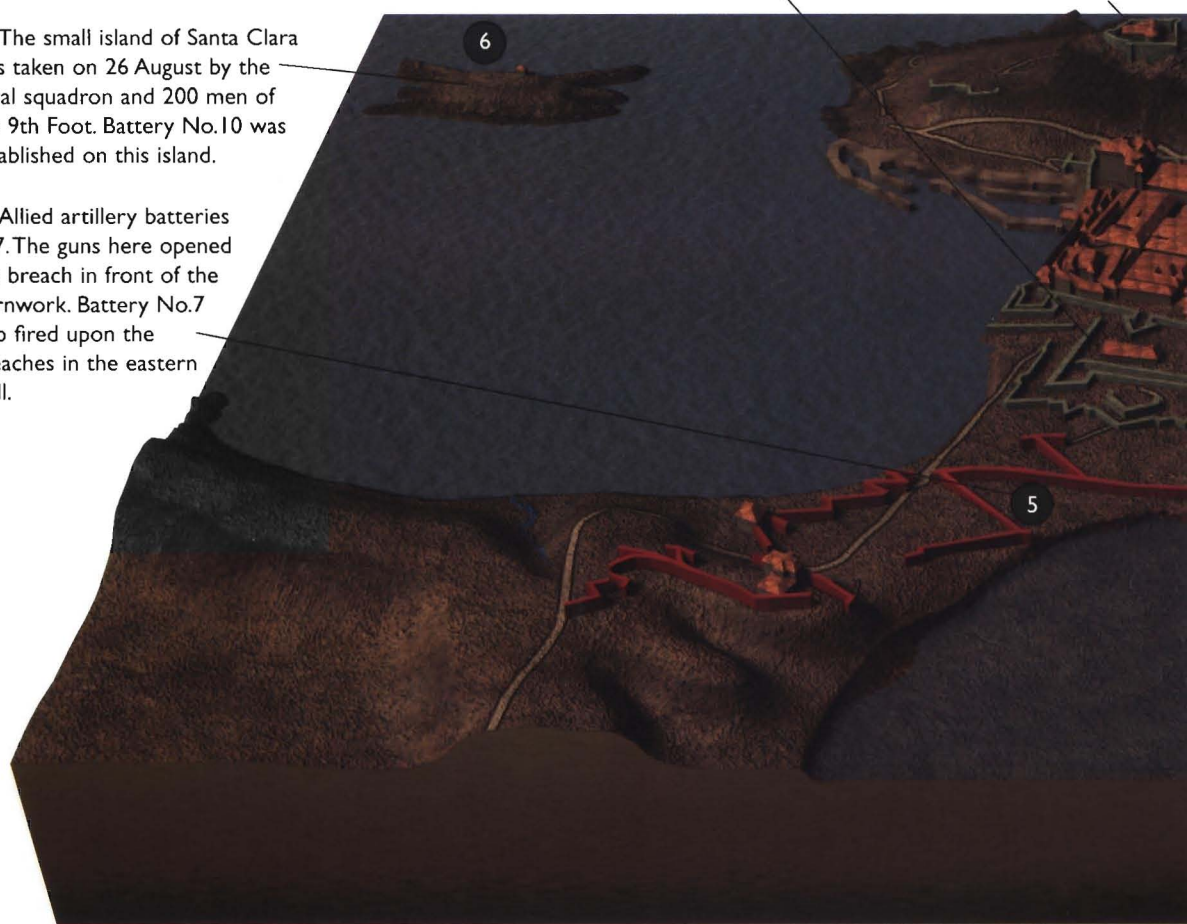 The small island of Santa Clara
s taken on 26 August by the
al squadron and 200 men of
9th Foot. Battery No.10 was
ablished on this island.
Allied artillery batteries
7. The guns here opened
breach in front of the
rnwork. Battery No.7
o fired upon the
eaches in the eastern
ll.
6
5